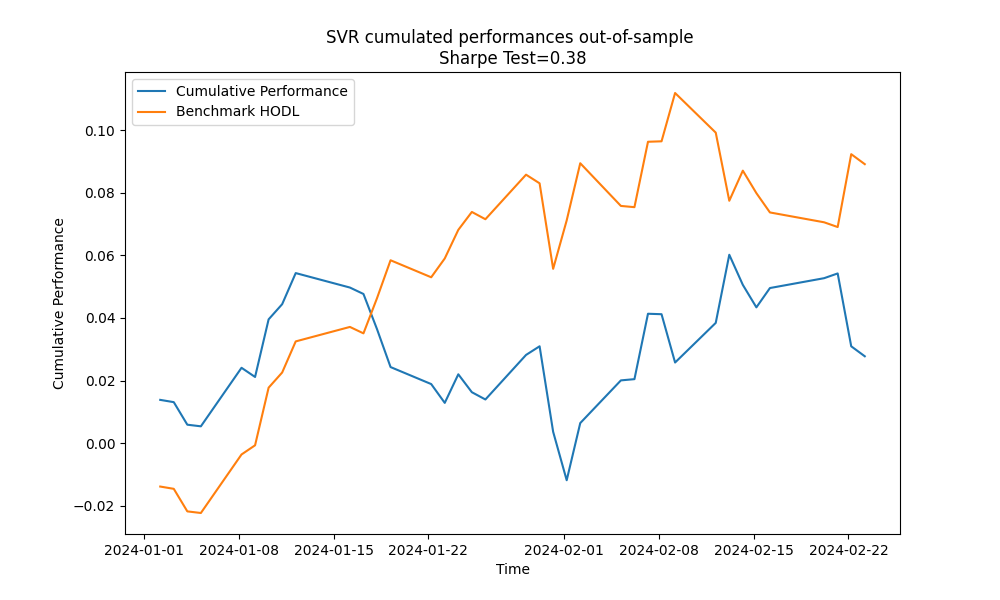 SVR cumulated performances out-of-sample
Sharpe Test=0.38
Cumulative Performance
Benchmark HODL
Cumulative Performance
0.10
0.08
0.06
0.04
0.02
0.00
−0.02
2024-01-01
2024-01-08
2024-01-15
2024-01-22
2024-02-01
2024-02-08
2024-02-15
2024-02-22
Time